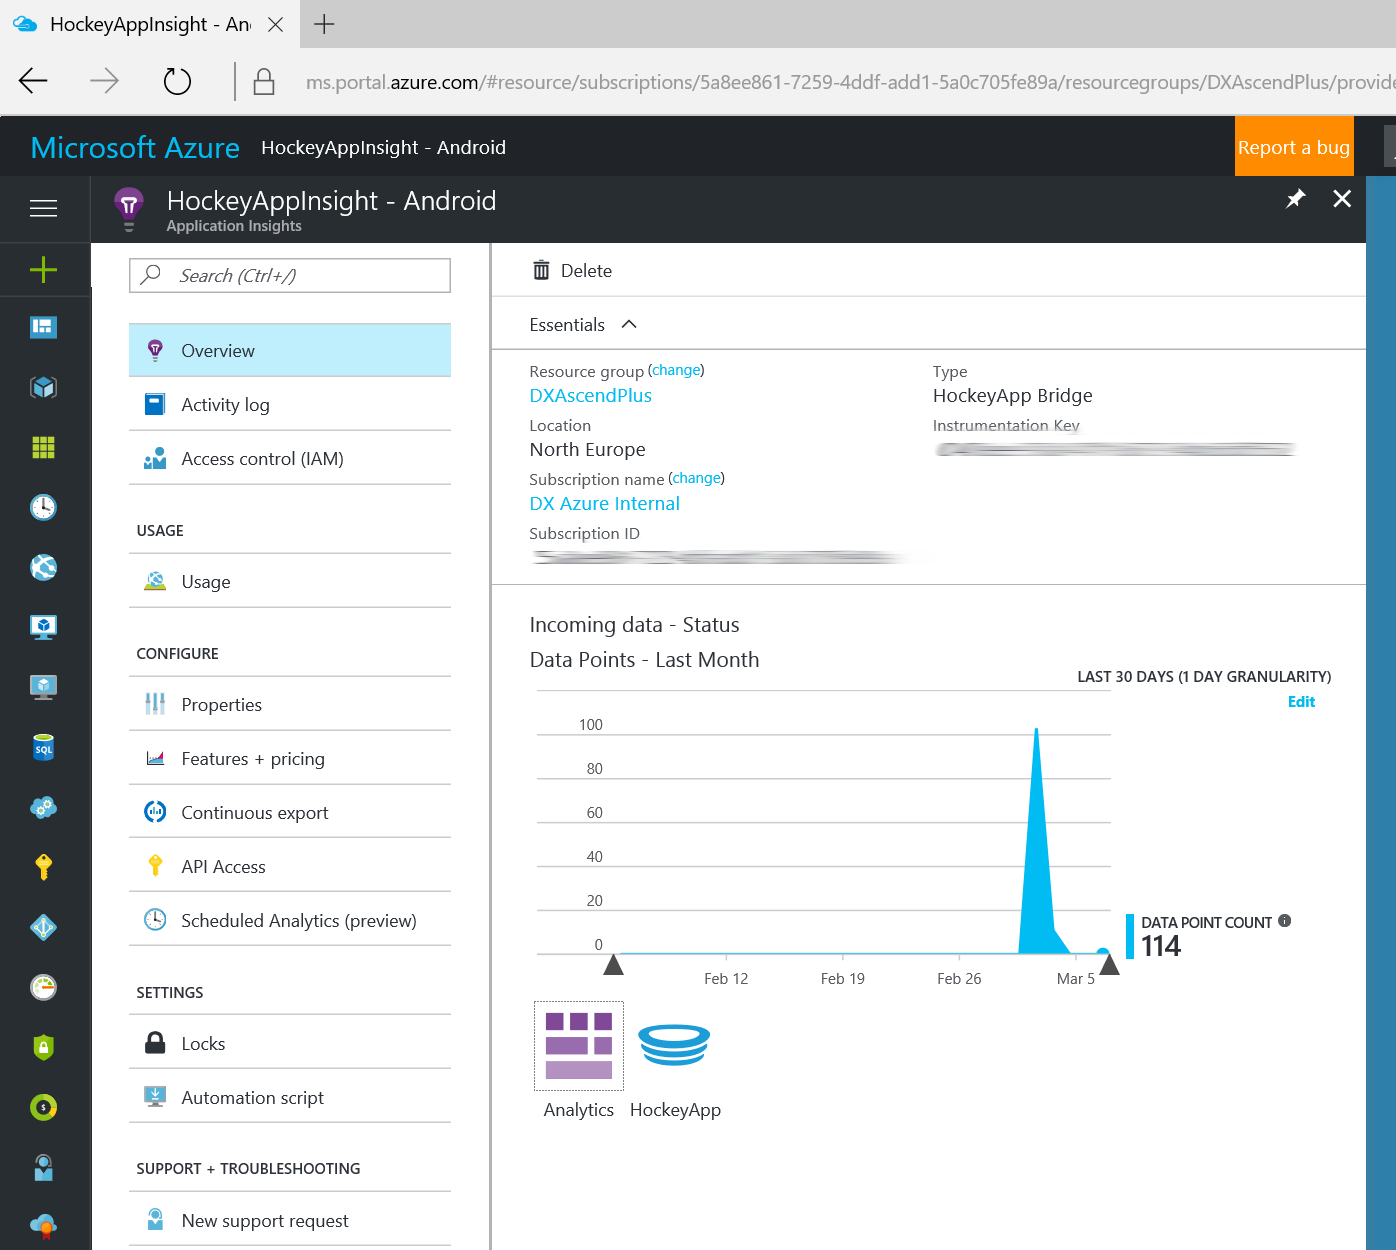 HockeyAppInsight - An
ms.portal.azure.com/#resource/subscriptions/5a8ee861-7259-4ddf-add1-5a0c705fe89a/resourcegroups/DXAscendPlus/provide
Microsoft Azure
HockeyAppInsight - Android
Report a bug
HockeyAppInsight - Android
Application Insights
Search (Ctrl+/)
Overview
Activity log
Access control (IAM)
USAGE
Usage
CONFIGURE
Properties
Features + pricing
Continuous export
API Access
Scheduled Analytics (preview)
SETTINGS
Locks
Automation script
SUPPORT + TROUBLESHOOTING
New support request
SQL
Delete
Essentials
Resource group (change)
DXAscendPlus
Location
North Europe
Subscription name (change)
DX Azure Internal
Subscription ID
Type
HockeyApp Bridge
Instrumentation Key
Incoming data - Status
Data Points - Last Month
LAST 30 DAYS (1 DAY GRANULARITY)
Edit
100
80
60
40
20
0
Feb 12 Feb 19 Feb 26 Mar 5
DATA POINT COUNT
114
Analytics
HockeyApp